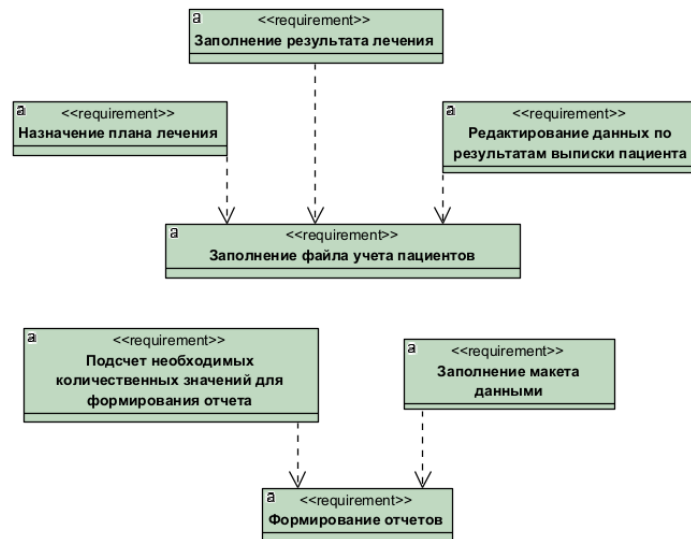 a
<<requirement>>
Заполнение результата лечения
a
<<requirement>>
Назначение плана лечения
a
<<requirement>>
Редактирование данных по
результатам выписки пациента
a
<<requirement>>
Заполнение файла учета пациентов
a
<<requirement>>
Подсчет необходимых
количественных значений для
формирования отчета
a
<<requirement>>
Заполнение макета
данными
a
<<requirement>>
Формирование отчетов